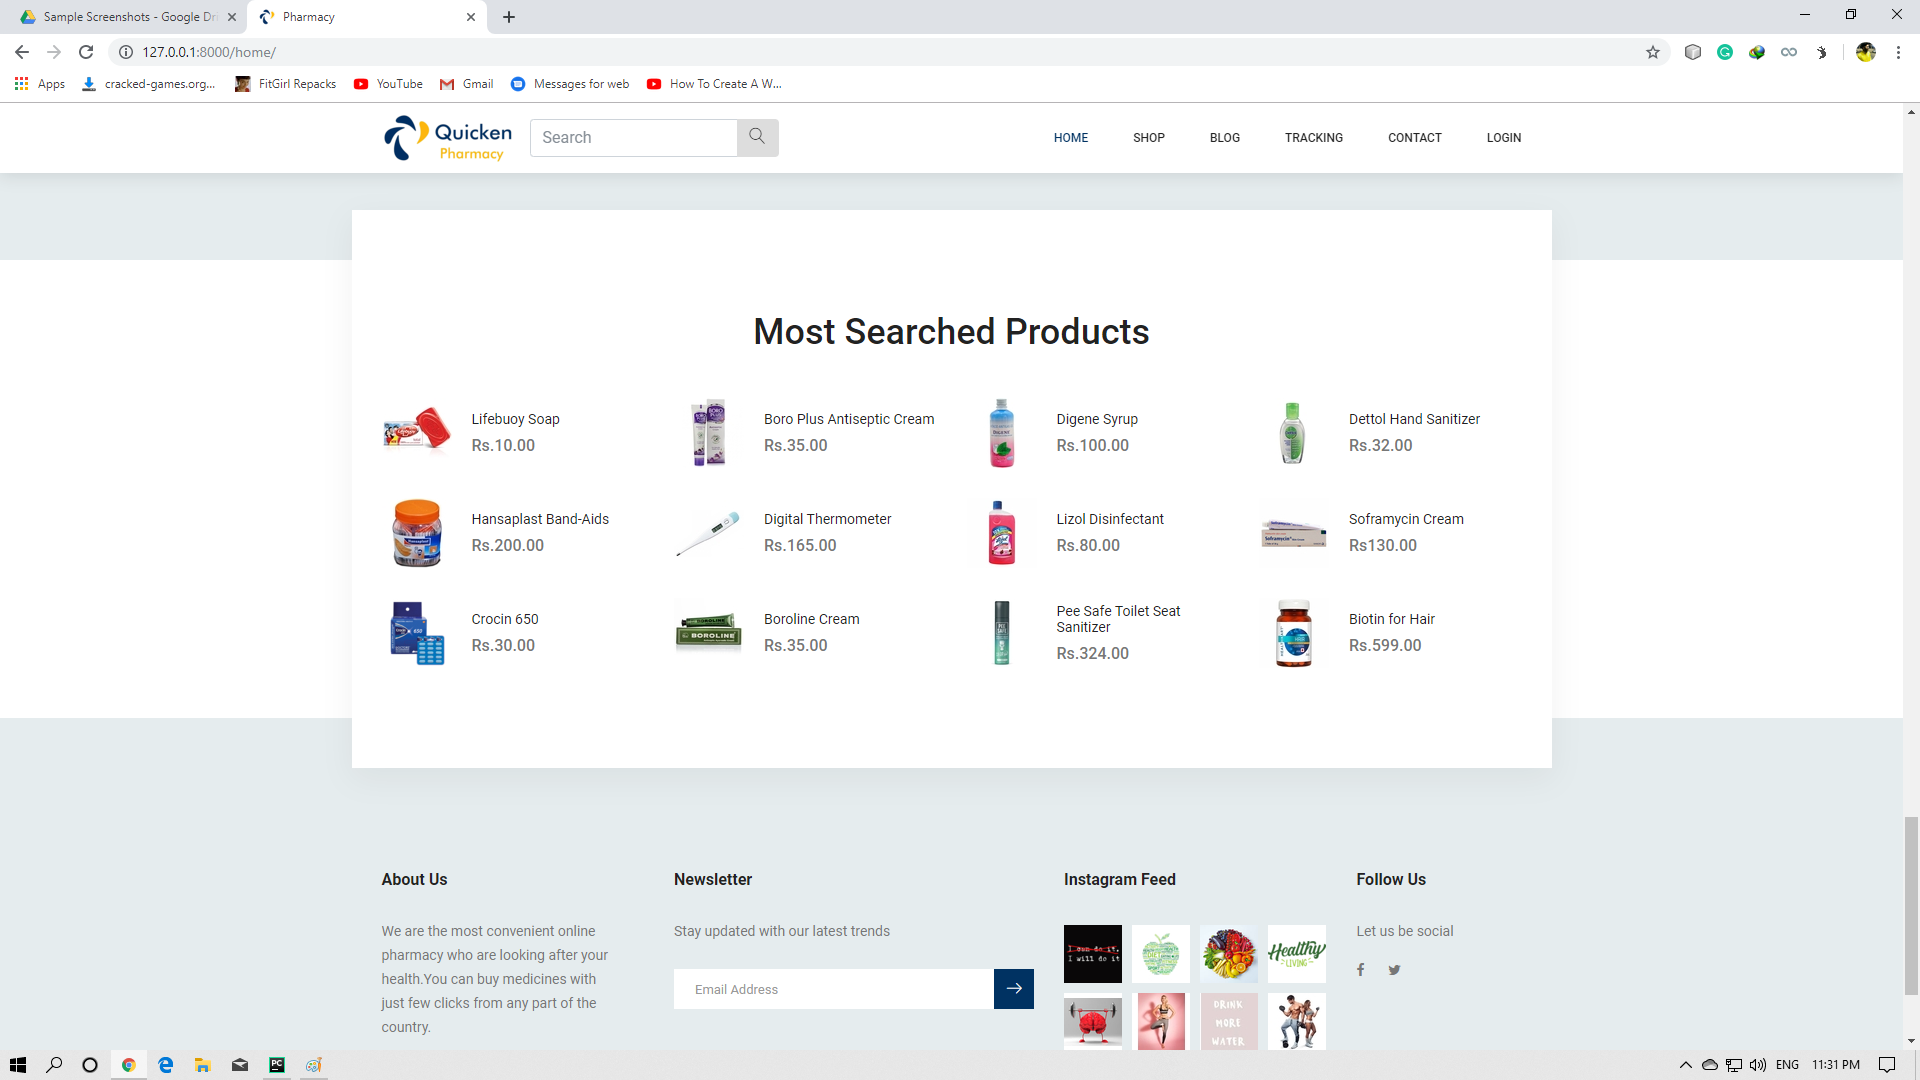 Sample Screenshots - Google Dri
Pharmacy
127.0.0.1:8000/home/
Apps
cracked-games.org...
FitGirl Repacks
YouTube
Gmail
Messages for web
How To Create A W...
Quicken
Pharmacy
Search
HOME
SHOP
BLOG
TRACKING
CONTACT
LOGIN
Most Searched Products
Lifebuoy Soap
Rs.10.00
Boro Plus Antiseptic Cream
Rs.35.00
Digene Syrup
Rs.100.00
Dettol Hand Sanitizer
Rs.32.00
Hansaplast Band-Aids
Rs.200.00
Digital Thermometer
Rs.165.00
Lizol Disinfectant
Rs.80.00
Soframycin Cream
Rs130.00
Crocin 650
Rs.30.00
BOROLINE
Boroline Cream
Rs.35.00
Pee Safe Toilet Seat
Sanitizer
Rs.324.00
Biotin for Hair
Rs.599.00
About Us
We are the most convenient online
pharmacy who are looking after your
health.You can buy medicines with
just few clicks from any part of the
country.
Newsletter
Stay updated with our latest trends
Email Address
Instagram Feed
I can do it.
I will do it
Healthy
LIVING
DRINK
MORE
WATER
Follow Us
Let us be social
ENG
11:31 PM